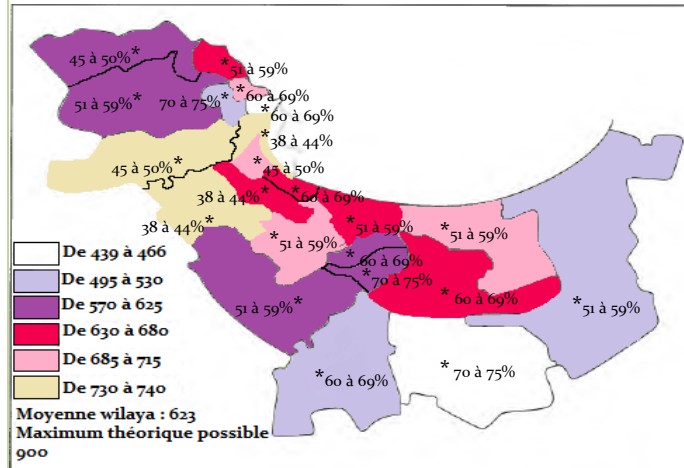 45 à 50% *
* 51 à 59%
51 à 59% *
70 à 75% *
* 60 à 69%
* 60 à 69%
* 38 à 44%
45 à 50% *
* 45 à 50%
38 à 44% *
* 60 à 69%
38 à 44% *
* 51 à 59%
* 51 à 59%
* 51 à 59%
* 60 à 69%
* 70 à 75%
51 à 59% *
* 60 à 69%
* 51 à 59%
* 60 à 69%
* 70 à 75%
De 439 à 466
De 495 à 530
De 570 à 625
De 630 à 680
De 685 à 715
De 730 à 740
Moyenne wilaya : 623
Maximum théorique possible
900